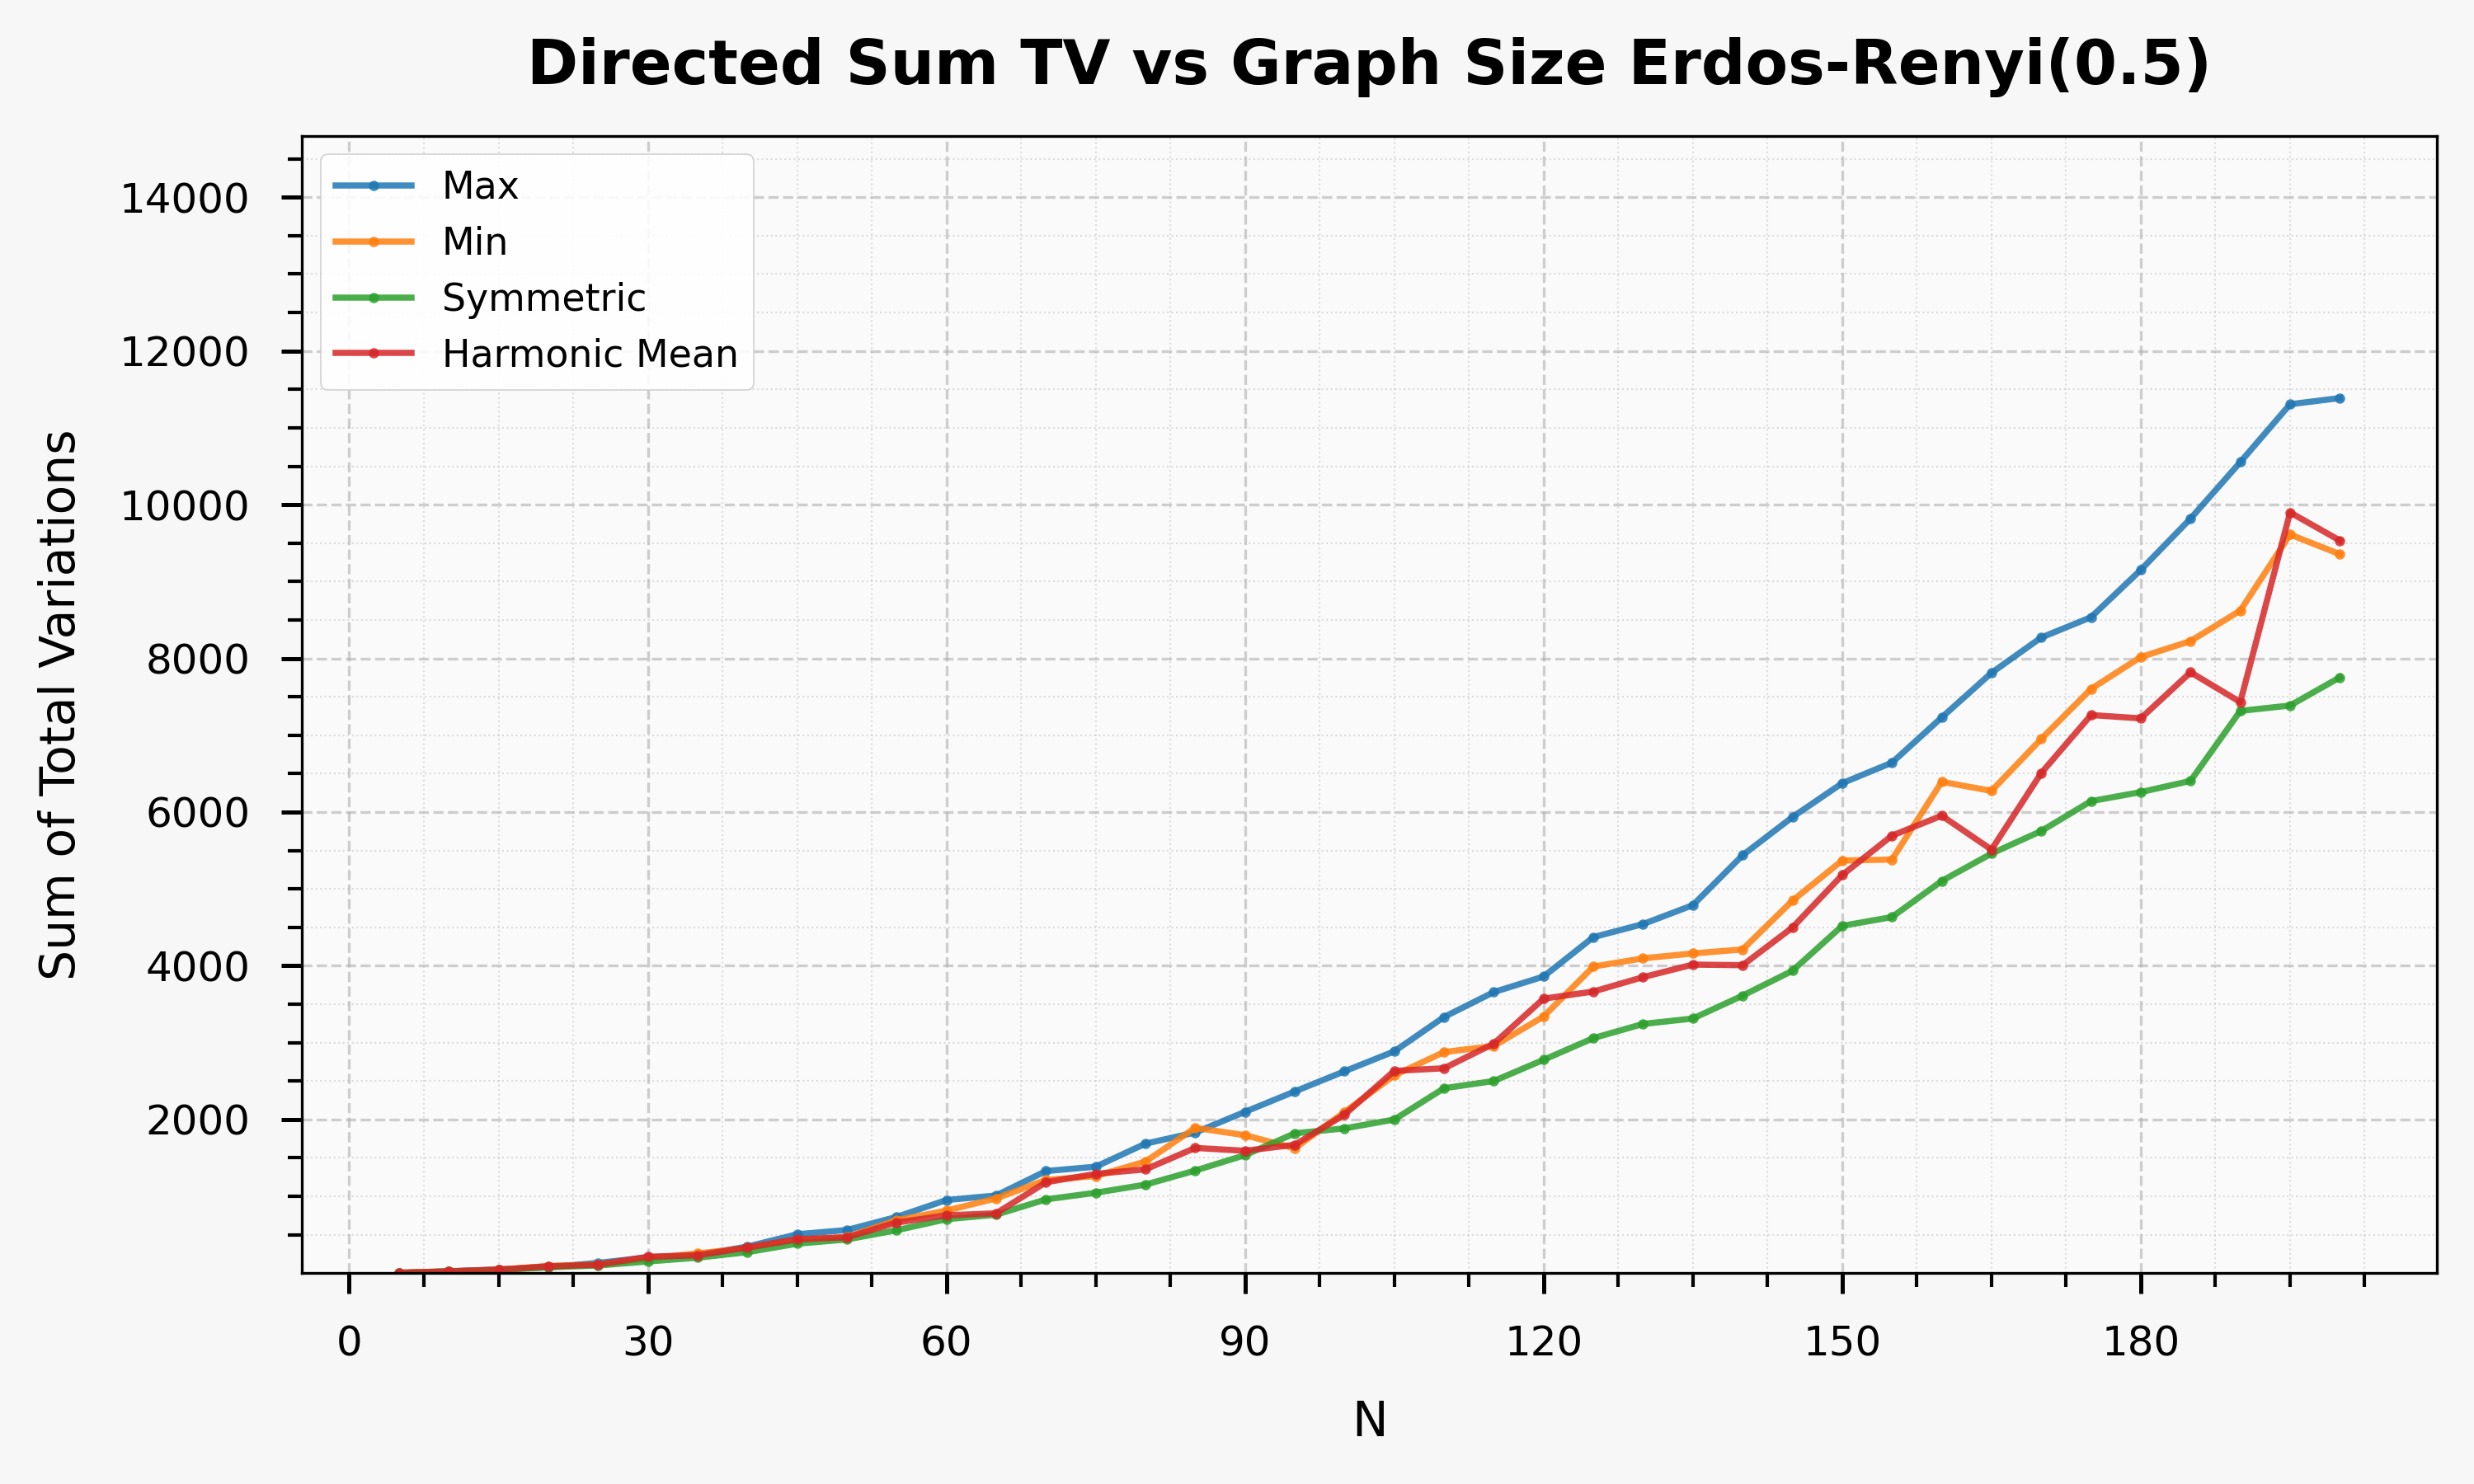 Directed Sum TV vs Graph Size Erdos-Renyi(0.5)
Max
Min
Symmetric
Harmonic Mean
Sum of Total Variations
14000
12000
10000
8000
6000
4000
2000
0 30 60 90 120 150 180
N